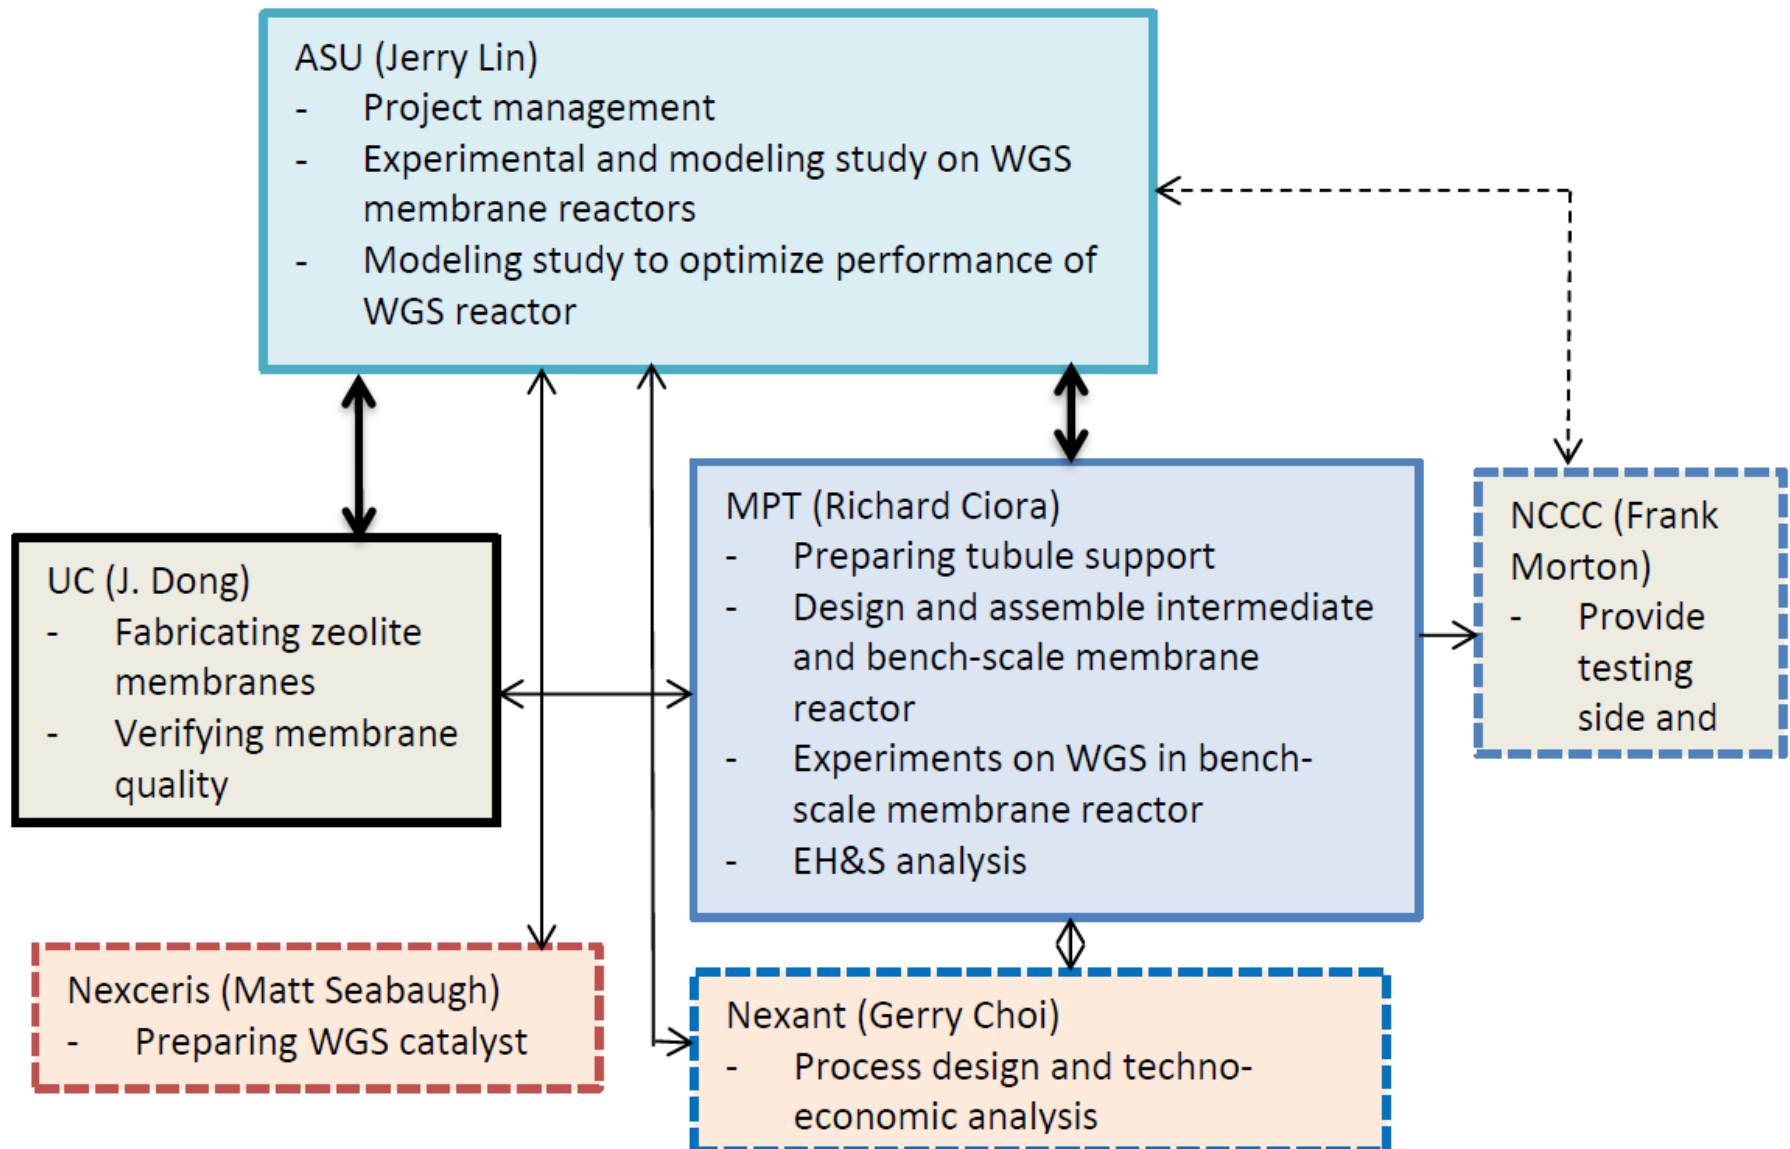 ASU (Jerry Lin)
- Project management
- Experimental and modeling study on WGS
membrane reactors
- Modeling study to optimize performance of
WGS reactor
UC (J. Dong)
- Fabricating zeolite
membranes
- Verifying membrane
quality
MPT (Richard Ciora)
- Preparing tubule support
- Design and assemble intermediate
and bench-scale membrane
reactor
- Experiments on WGS in bench-
scale membrane reactor
- EH&S analysis
NCCC (Frank
Morton)
- Provide
testing
side and
Nexceris (Matt Seabaugh)
- Preparing WGS catalyst
Nexant (Gerry Choi)
- Process design and techno-
economic analysis